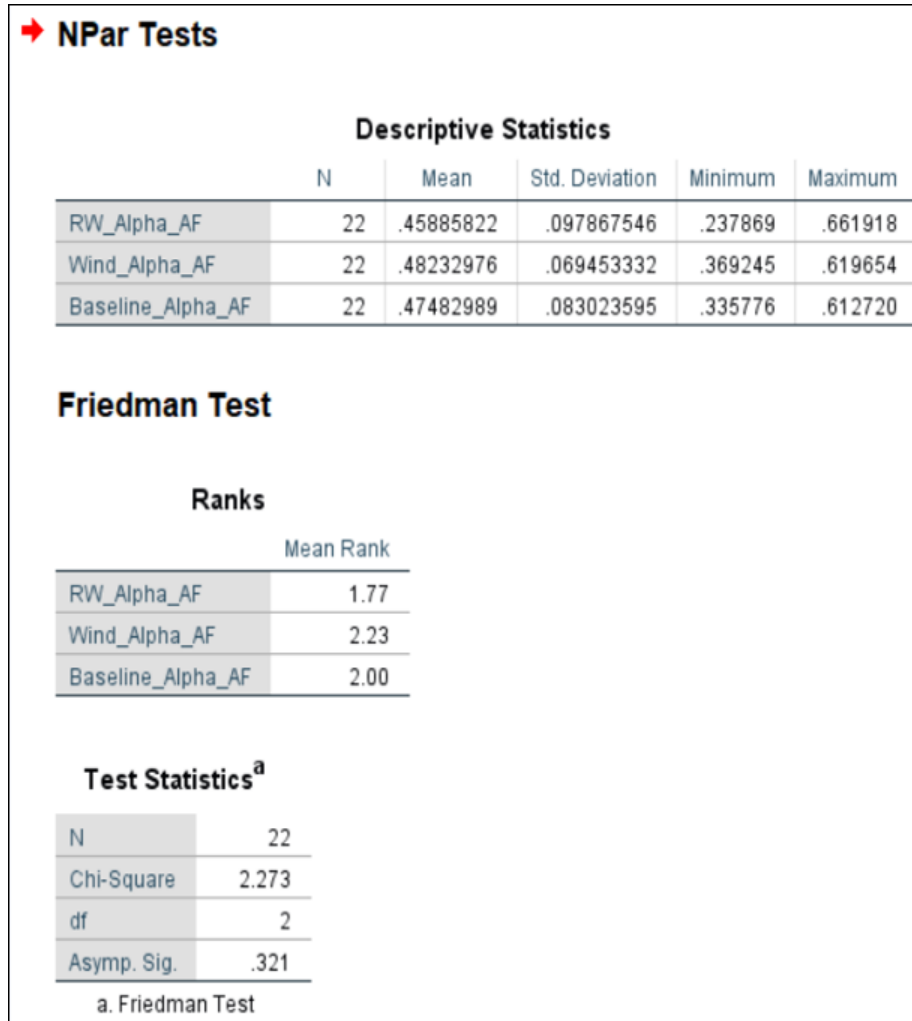 NPar Tests
Descriptive Statistics
N Mean Std. Deviation Minimum Maximum
RW_Alpha_AF 22 .45885822 .097867546 .237869 .661918
Wind_Alpha_AF 22 .48232976 .069453332 .369245 .619654
Baseline_Alpha_AF 22 .47482989 .083023595 .335776 .612720
Friedman Test
Ranks
Mean Rank
RW_Alpha_AF 1.77
Wind_Alpha_AF 2.23
Baseline_Alpha_AF 2.00
Test Statistics^a
N 22
Chi-Square 2.273
df 2
Asymp. Sig. .321
a. Friedman Test